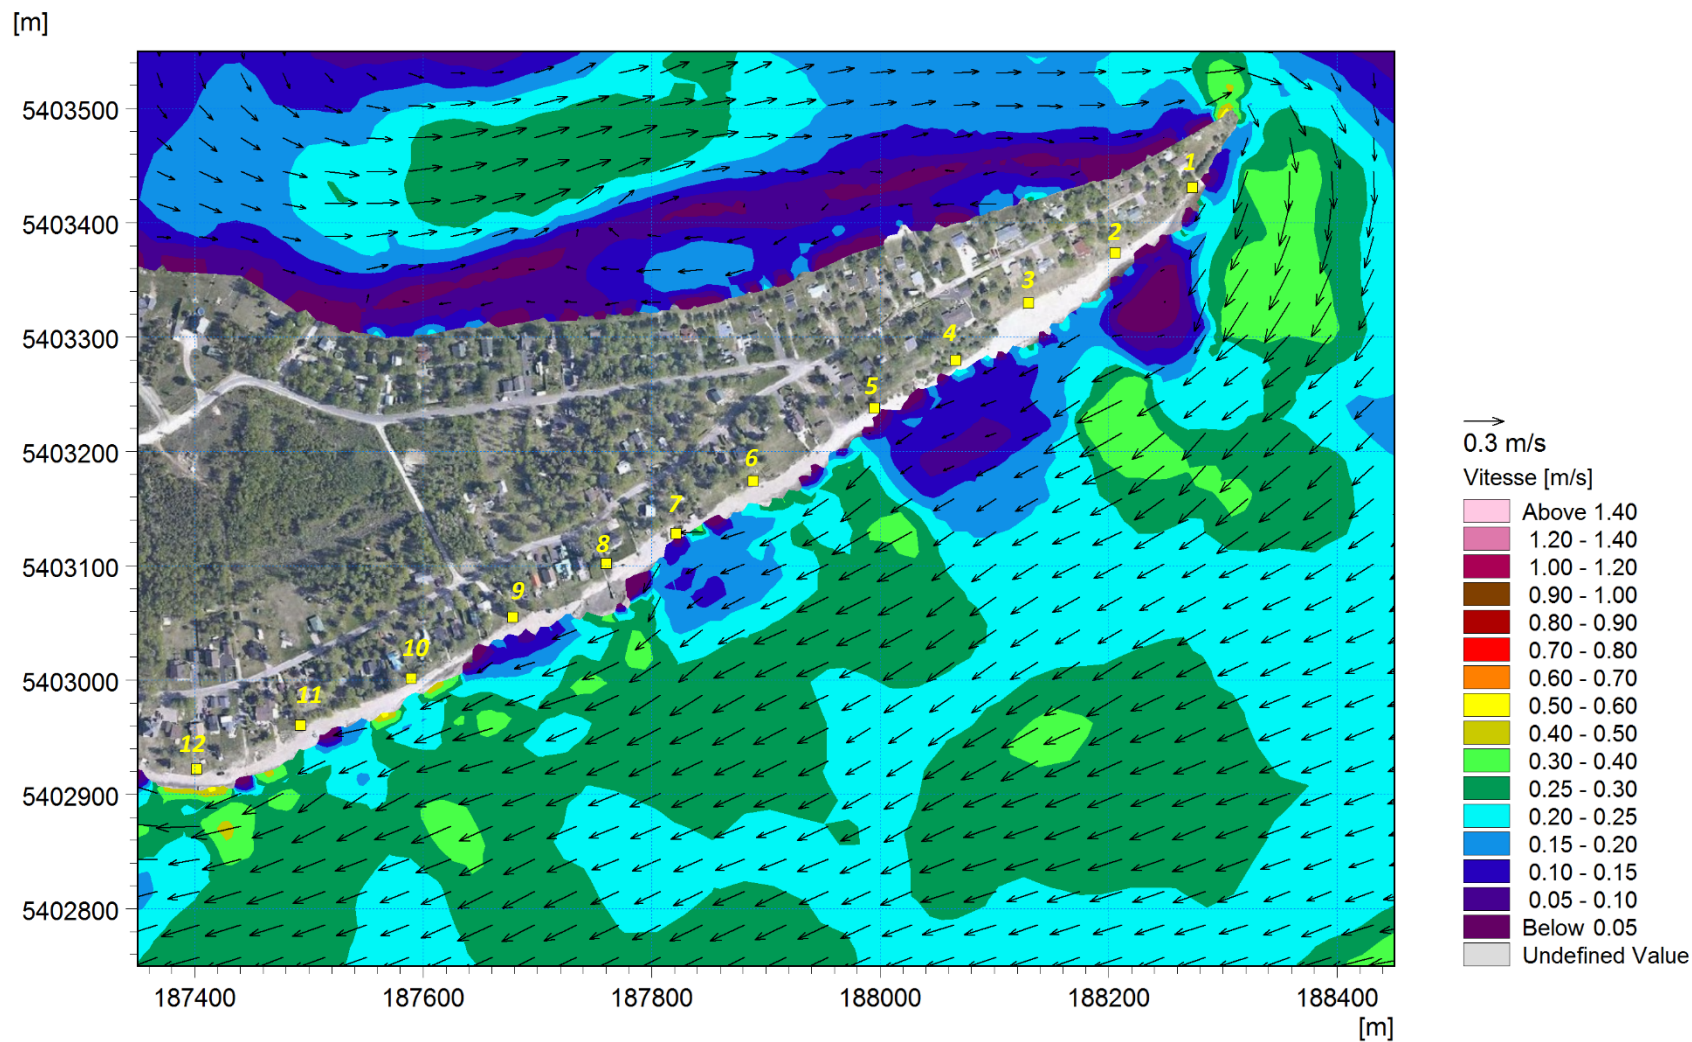 [m]
5403500
5403400
5403300
5403200
5403100
5403000
5402900
5402800
1
2
3
4
5
6
7
8
9
10
11
12
187400 187600 187800 188000 188200 188400
[m]
0.3 m/s
Vitesse [m/s]
Above 1.40
1.20 - 1.40
1.00 - 1.20
0.90 - 1.00
0.80 - 0.90
0.70 - 0.80
0.60 - 0.70
0.50 - 0.60
0.40 - 0.50
0.30 - 0.40
0.25 - 0.30
0.20 - 0.25
0.15 - 0.20
0.10 - 0.15
0.05 - 0.10
Below 0.05
Undefined Value